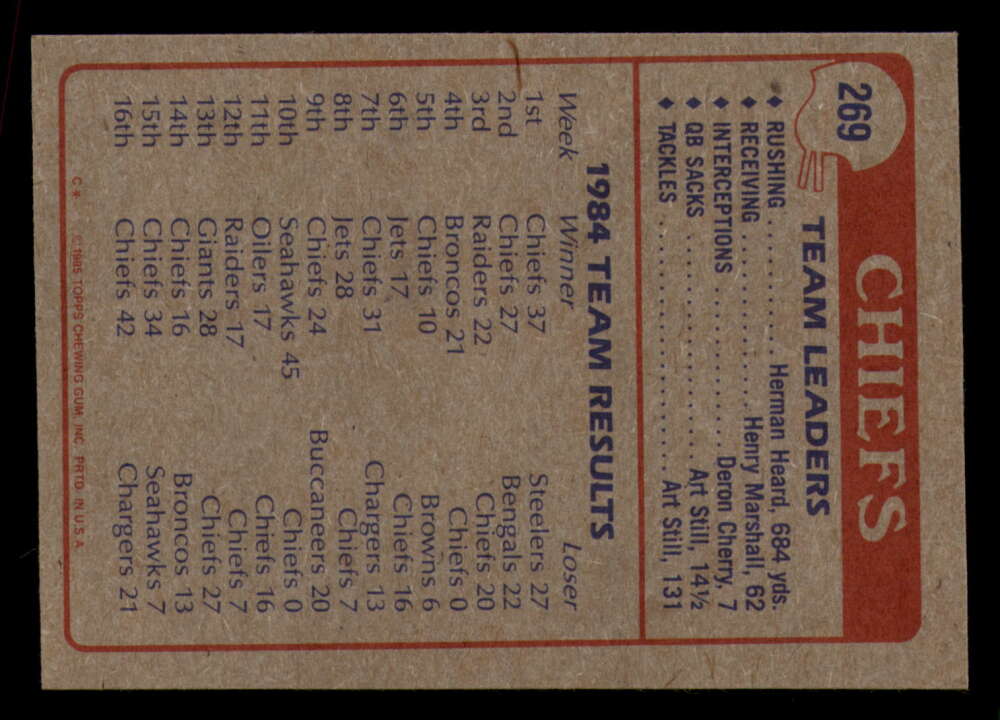 269
CHIEFS
TEAM LEADERS
♦ RUSHING . . . . . . . . . . . . Herman Heard, 684 yds.
♦ RECEIVING . . . . . . . . . . . . . . . Henry Marshall, 62
♦ INTERCEPTIONS . . . . . . . . . . . . . Deron Cherry, 7
♦ QB SACKS . . . . . . . . . . . . . . . . . . Art Still, 14½
♦ TACKLES . . . . . . . . . . . . . . . . . . . . Art Still, 131
1984 TEAM RESULTS
Week Winner Loser
1st Chiefs 37 Steelers 27
2nd Chiefs 27 Bengals 22
3rd Raiders 22 Chiefs 20
4th Broncos 21 Chiefs 0
5th Chiefs 10 Browns 6
6th Jets 17 Chiefs 16
7th Chiefs 31 Chargers 13
8th Jets 28 Chiefs 7
9th Chiefs 24 Buccaneers 20
10th Seahawks 45 Chiefs 0
11th Oilers 17 Chiefs 16
12th Raiders 17 Chiefs 7
13th Giants 28 Chiefs 27
14th Chiefs 16 Broncos 13
15th Chiefs 34 Seahawks 7
16th Chiefs 42 Chargers 21
C* ©1985 TOPPS CHEWING GUM, INC. PRTD. IN U.S.A.